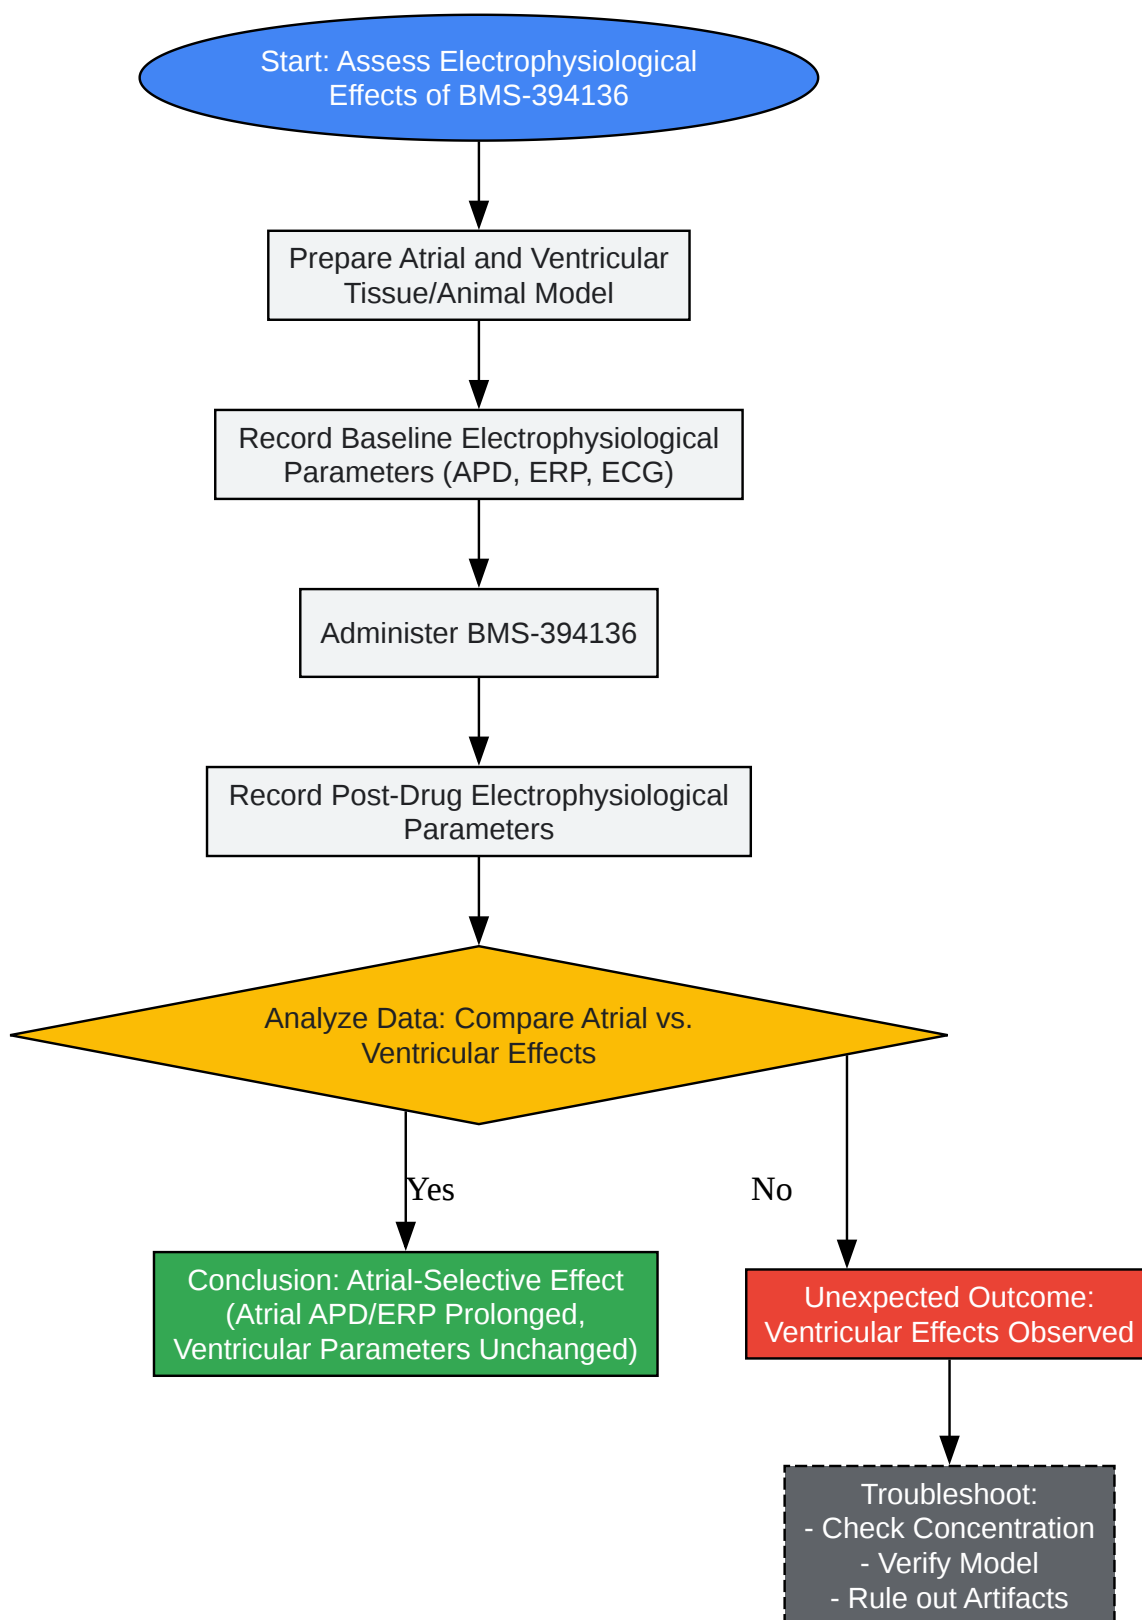 Start: Assess Electrophysiological
Effects of BMS-394136
Prepare Atrial and Ventricular
Tissue/Animal Model
Record Baseline Electrophysiological
Parameters (APD, ERP, ECG)
Administer BMS-394136
Record Post-Drug Electrophysiological
Parameters
Analyze Data: Compare Atrial vs.
Ventricular Effects
Yes
No
Conclusion: Atrial-Selective Effect
(Atrial APD/ERP Prolonged,
Ventricular Parameters Unchanged)
Unexpected Outcome:
Ventricular Effects Observed
Troubleshoot:
- Check Concentration
- Verify Model
- Rule out Artifacts